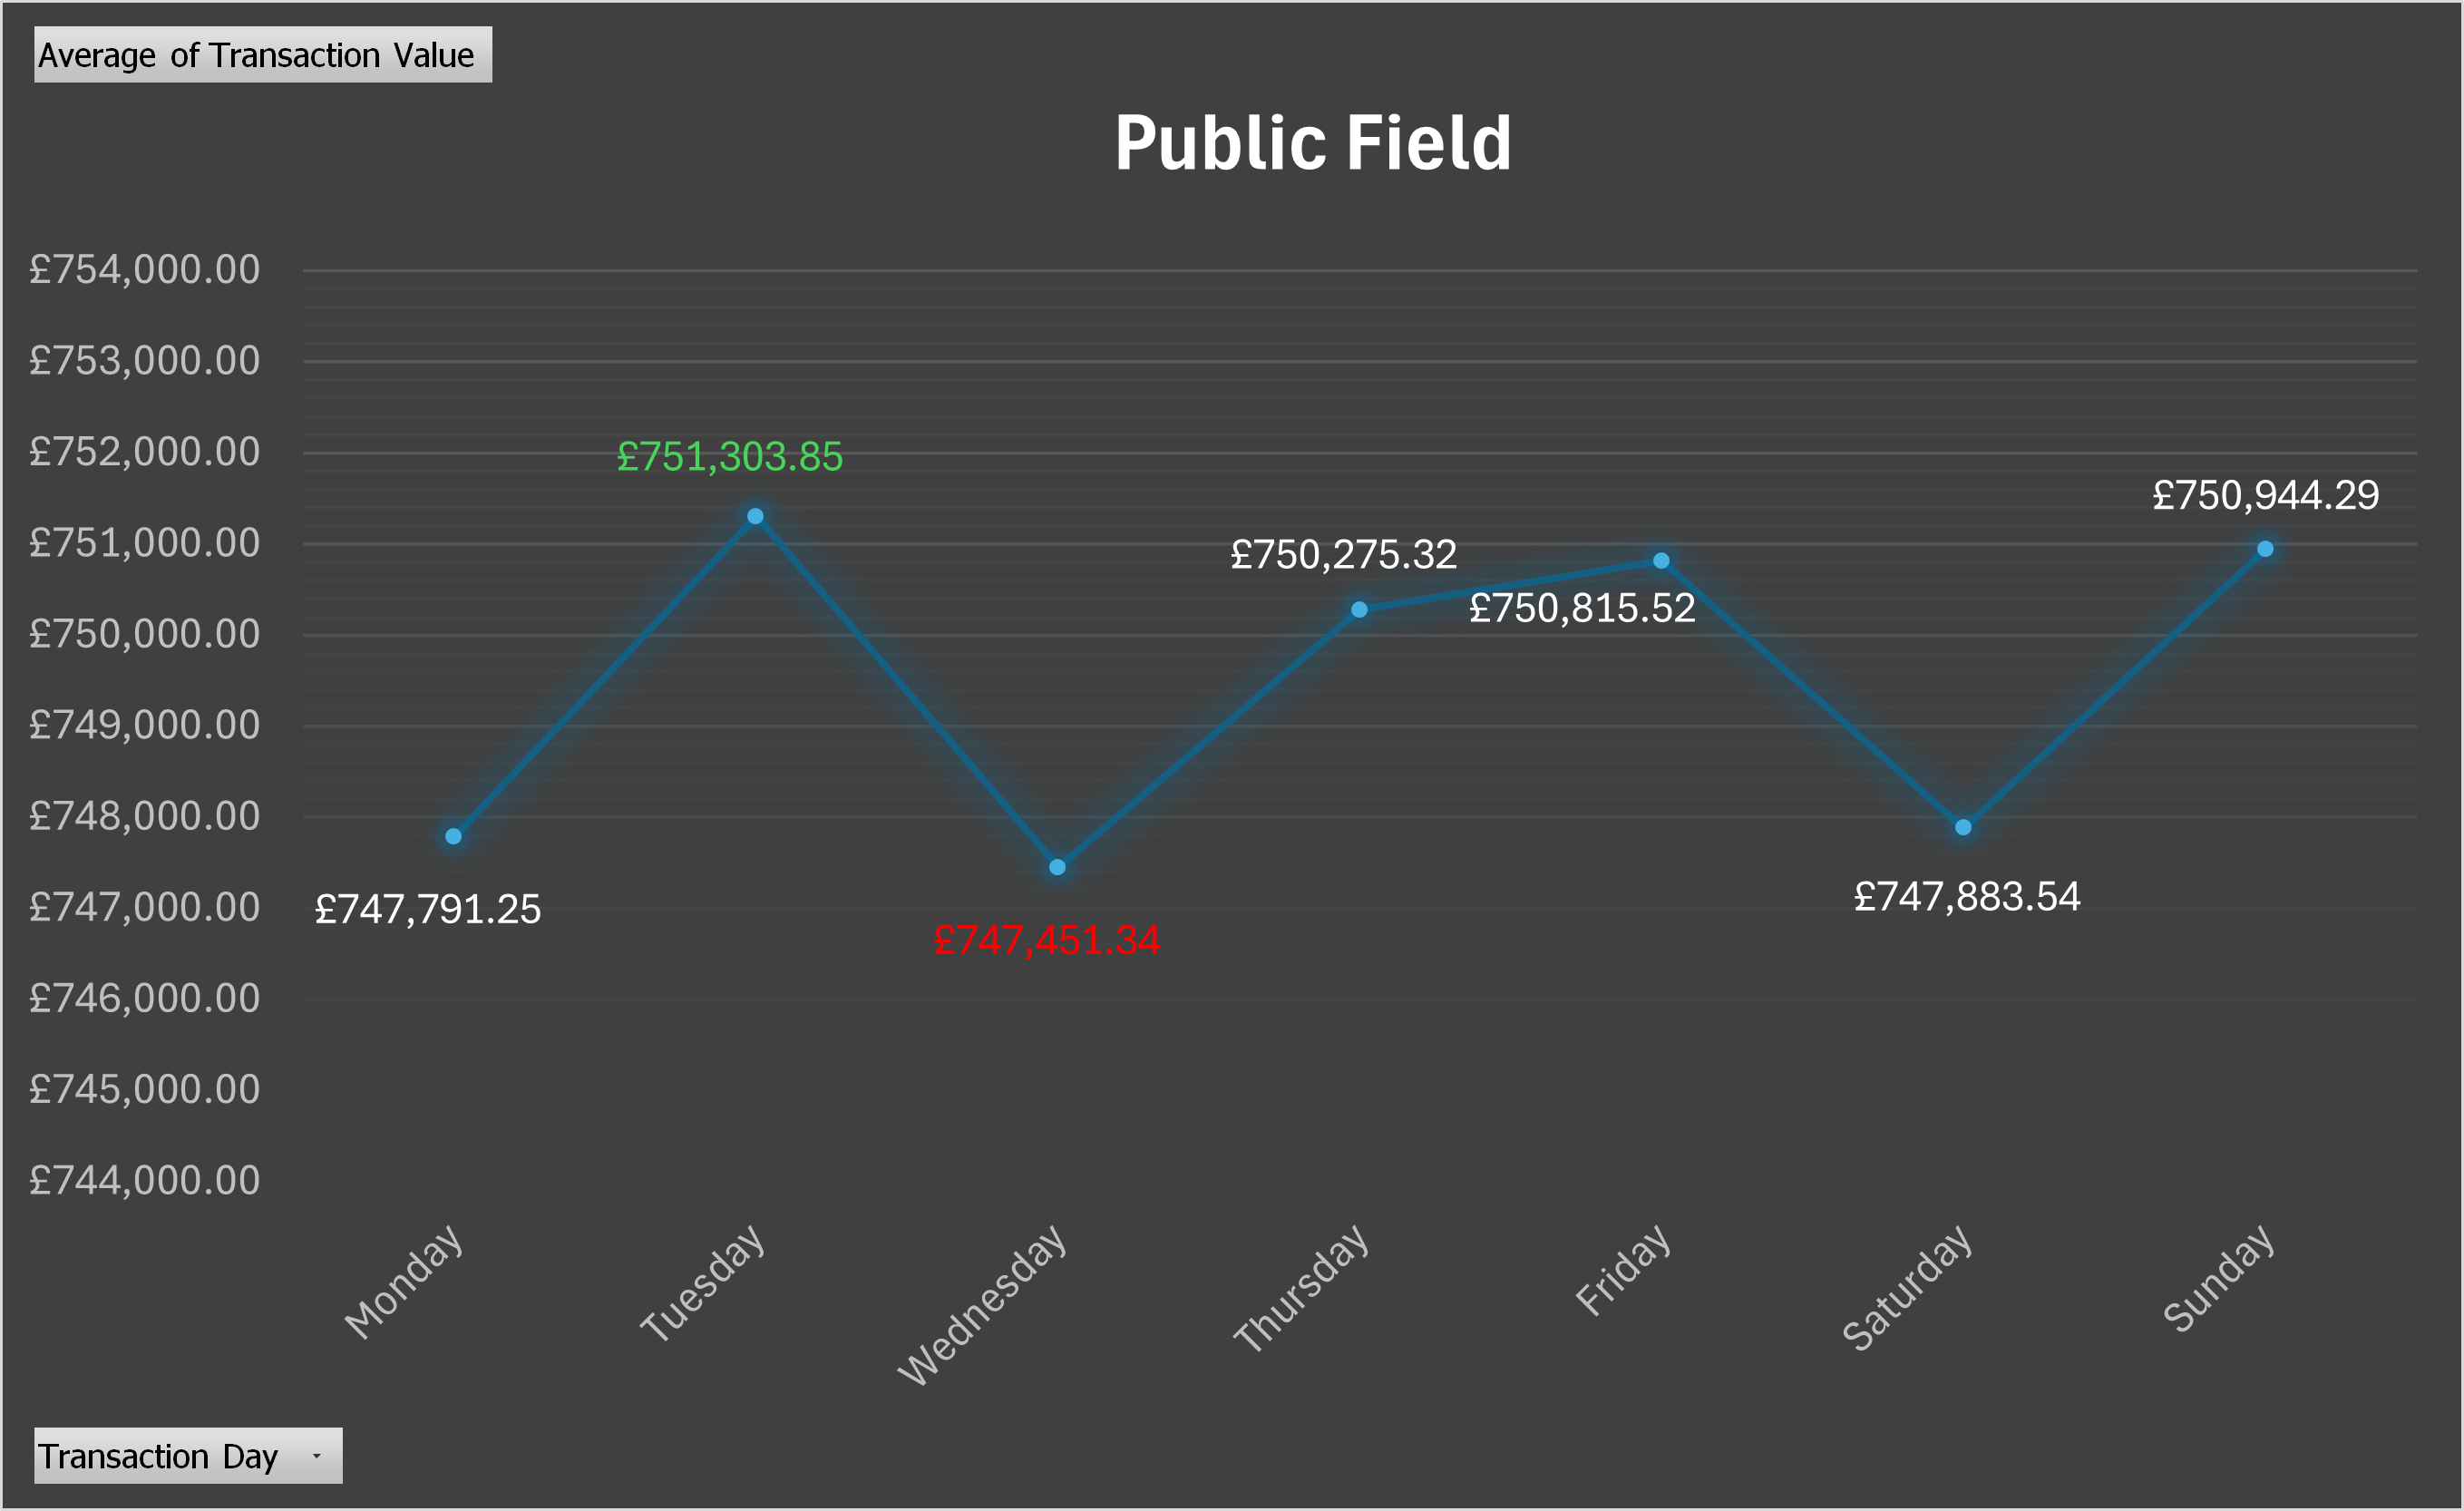 Average of Transaction Value
Public Field
£754,000.00
£753,000.00
£752,000.00
£751,000.00
£750,000.00
£749,000.00
£748,000.00
£747,000.00
£746,000.00
£745,000.00
£744,000.00
£747,791.25
£751,303.85
£747,451.34
£750,275.32
£750,815.52
£747,883.54
£750,944.29
Monday
Tuesday
Wednesday
Thursday
Friday
Saturday
Sunday
Transaction Day